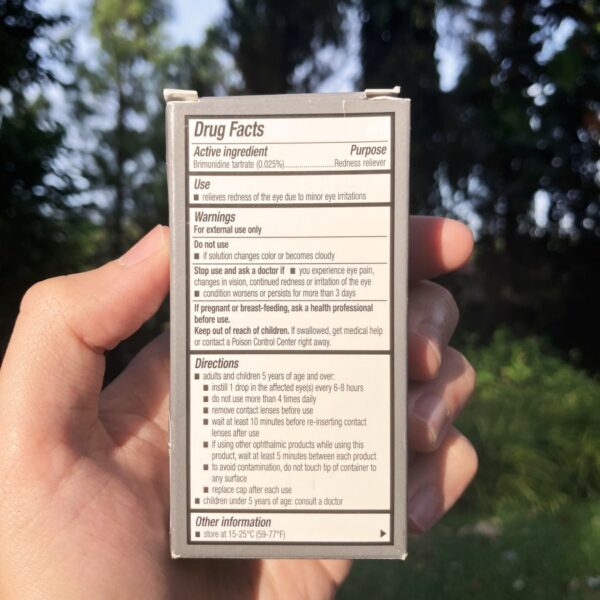 Drug Facts
Active ingredient Purpose
Brimonidine tartrate (0.025%)............................Redness reliever
Use
■ relieves redness of the eye due to minor eye irritations
Warnings
For external use only
Do not use
■ if solution changes color or becomes cloudy
Stop use and ask a doctor if ■ you experience eye pain,
changes in vision, continued redness or irritation of the eye
■ condition worsens or persists for more than 3 days
If pregnant or breast-feeding, ask a health professional
before use.
Keep out of reach of children. If swallowed, get medical help
or contact a Poison Control Center right away.
Directions
■ adults and children 5 years of age and over:
■ instill 1 drop in the affected eye(s) every 6-8 hours
■ do not use more than 4 times daily
■ remove contact lenses before use
■ wait at least 10 minutes before re-inserting contact
lenses after use
■ if using other ophthalmic products while using this
product, wait at least 5 minutes between each product
■ to avoid contamination, do not touch tip of container to
any surface
■ replace cap after each use
■ children under 5 years of age: consult a doctor
Other information
■ store at 15-25°C (59-77°F)